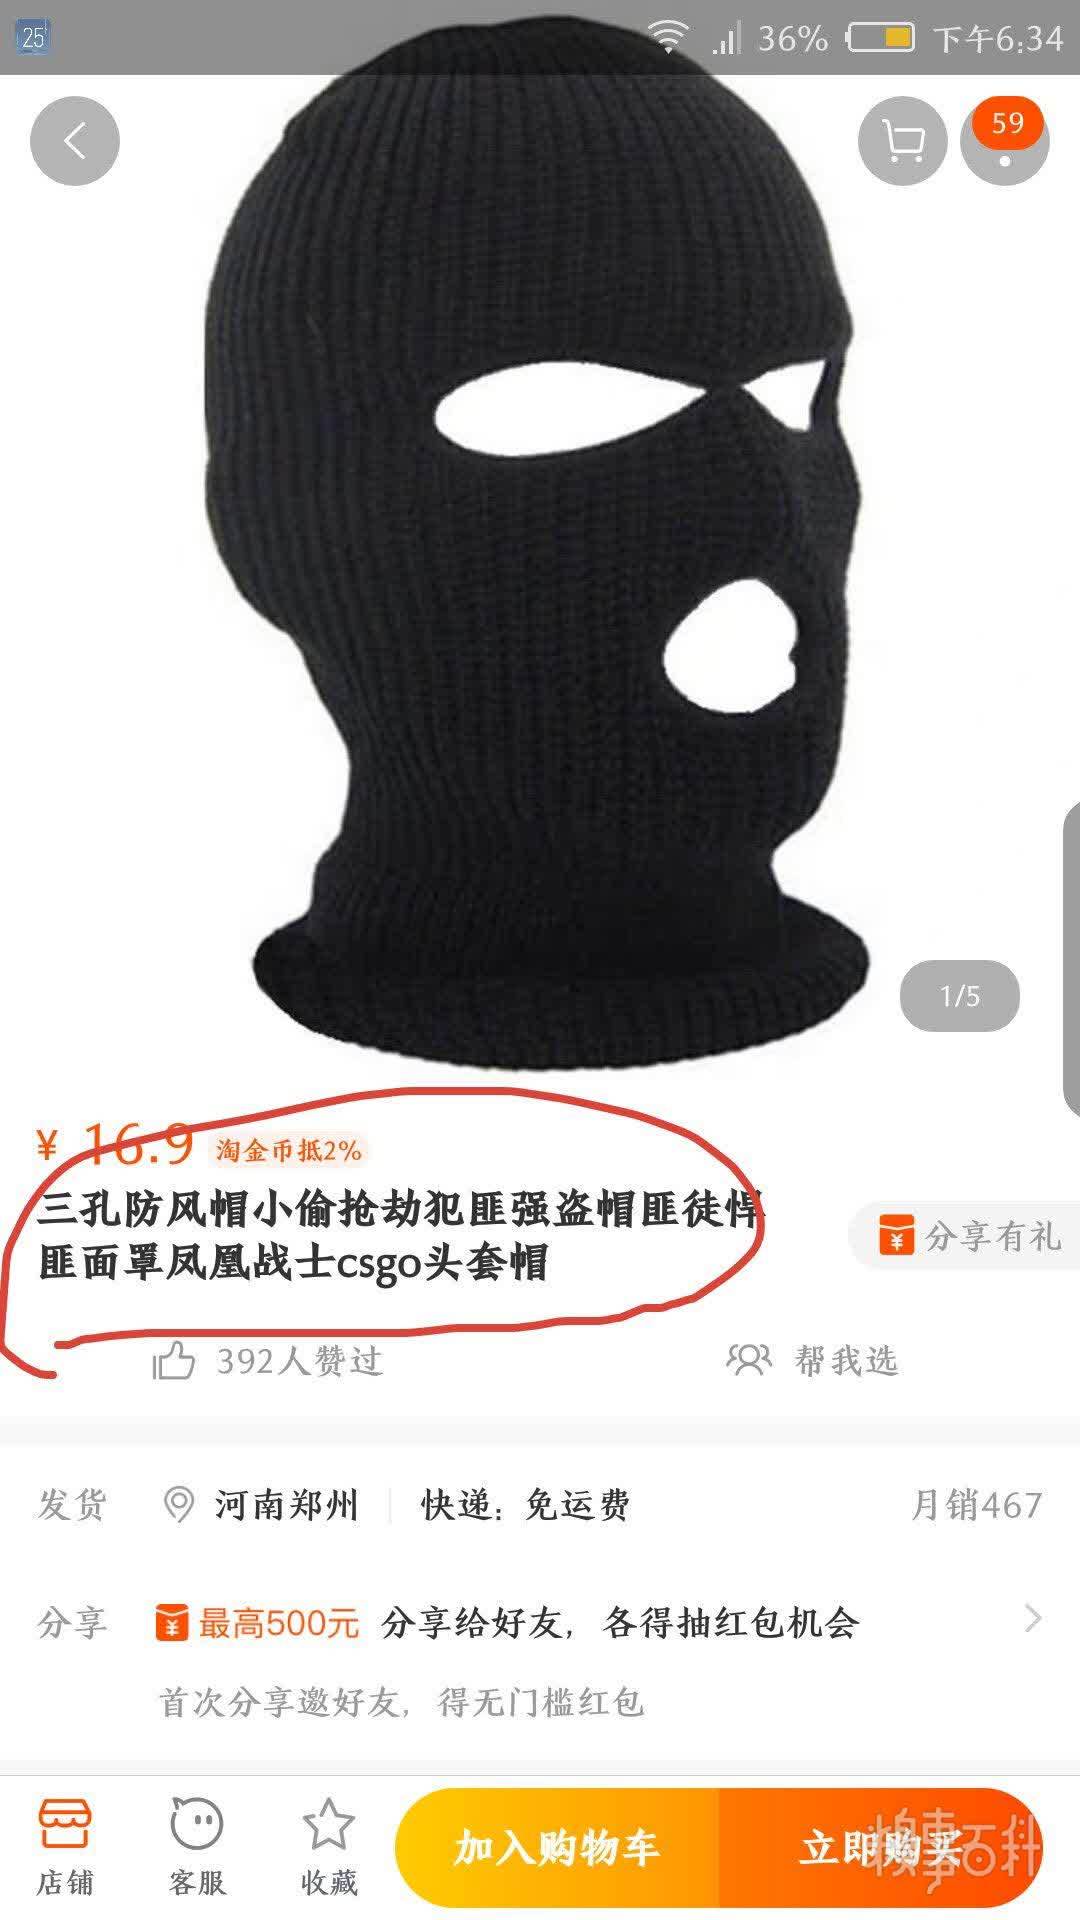 25
36%
下午6:34
59
1/5
¥ 16.9 淘金币抵2%
三孔防风帽小偷抢劫犯匪强盗帽匪徒悍
匪面罩凤凰战士csgo头套帽
分享有礼
392人赞过
帮我选
发货 河南郑州 快递：免运费 月销467
分享 最高500元 分享给好友，各得抽红包机会
首次分享邀好友，得无门槛红包
店铺
客服
收藏
加入购物车
立即购买
糗事百科